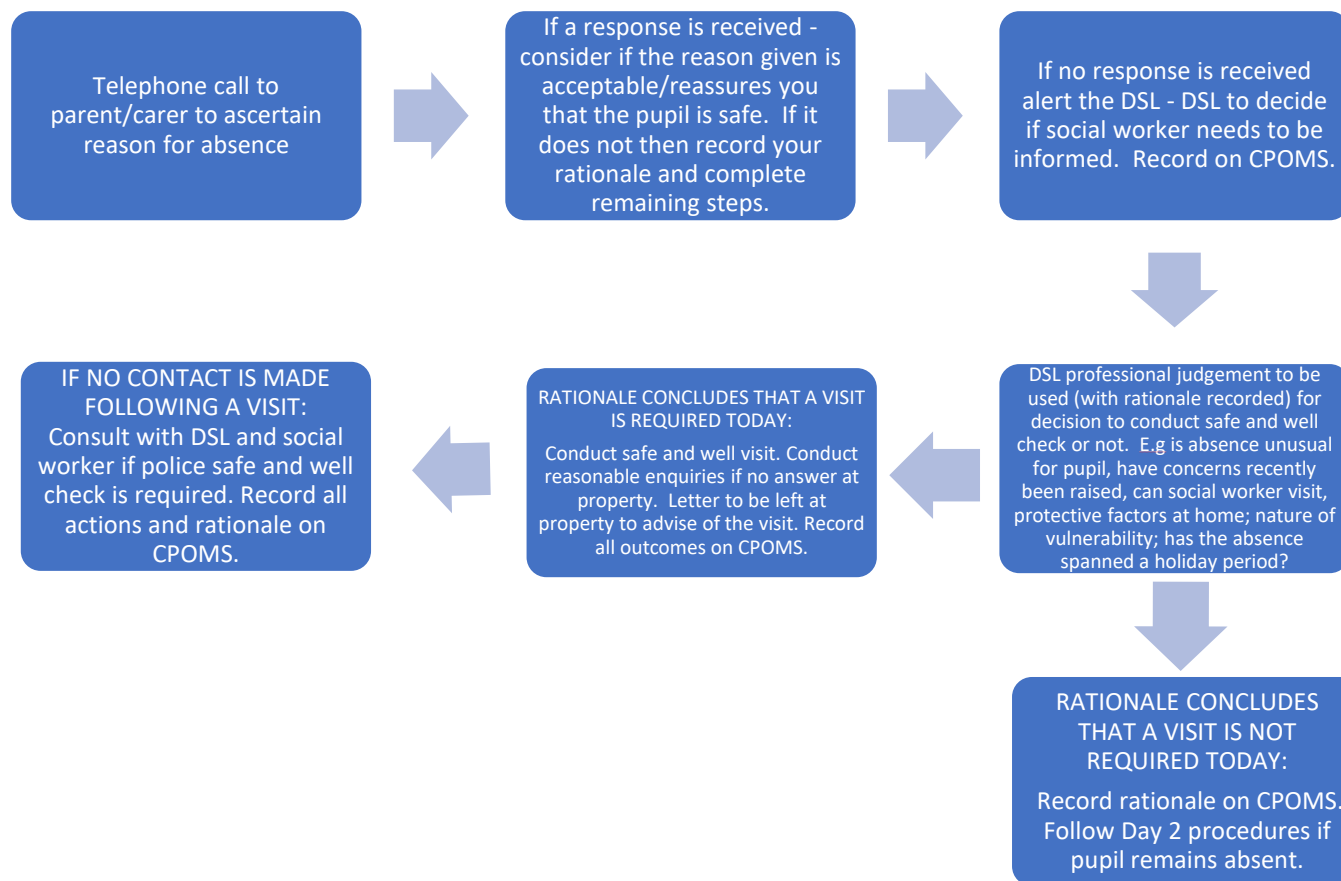 Telephone call to
parent/carer to ascertain
reason for absence
If a response is received -
consider if the reason given is
acceptable/reassures you
that the pupil is safe.  If it
does not then record your
rationale and complete
remaining steps.
If no response is received
alert the DSL - DSL to decide
if social worker needs to be
informed.  Record on CPOMS.
DSL professional judgement to be
used (with rationale recorded) for
decision to conduct safe and well
check or not.  E.g is absence unusual
for pupil, have concerns recently
been raised, can social worker visit,
protective factors at home; nature of
vulnerability; has the absence
spanned a holiday period?
RATIONALE CONCLUDES THAT A VISIT
IS REQUIRED TODAY:
Conduct safe and well visit. Conduct
reasonable enquiries if no answer at
property.  Letter to be left at
property to advise of the visit. Record
all outcomes on CPOMS.
IF NO CONTACT IS MADE
FOLLOWING A VISIT:
Consult with DSL and social
worker if police safe and well
check is required. Record all
actions and rationale on
CPOMS.
RATIONALE CONCLUDES
THAT A VISIT IS NOT
REQUIRED TODAY:
Record rationale on CPOMS.
Follow Day 2 procedures if
pupil remains absent.